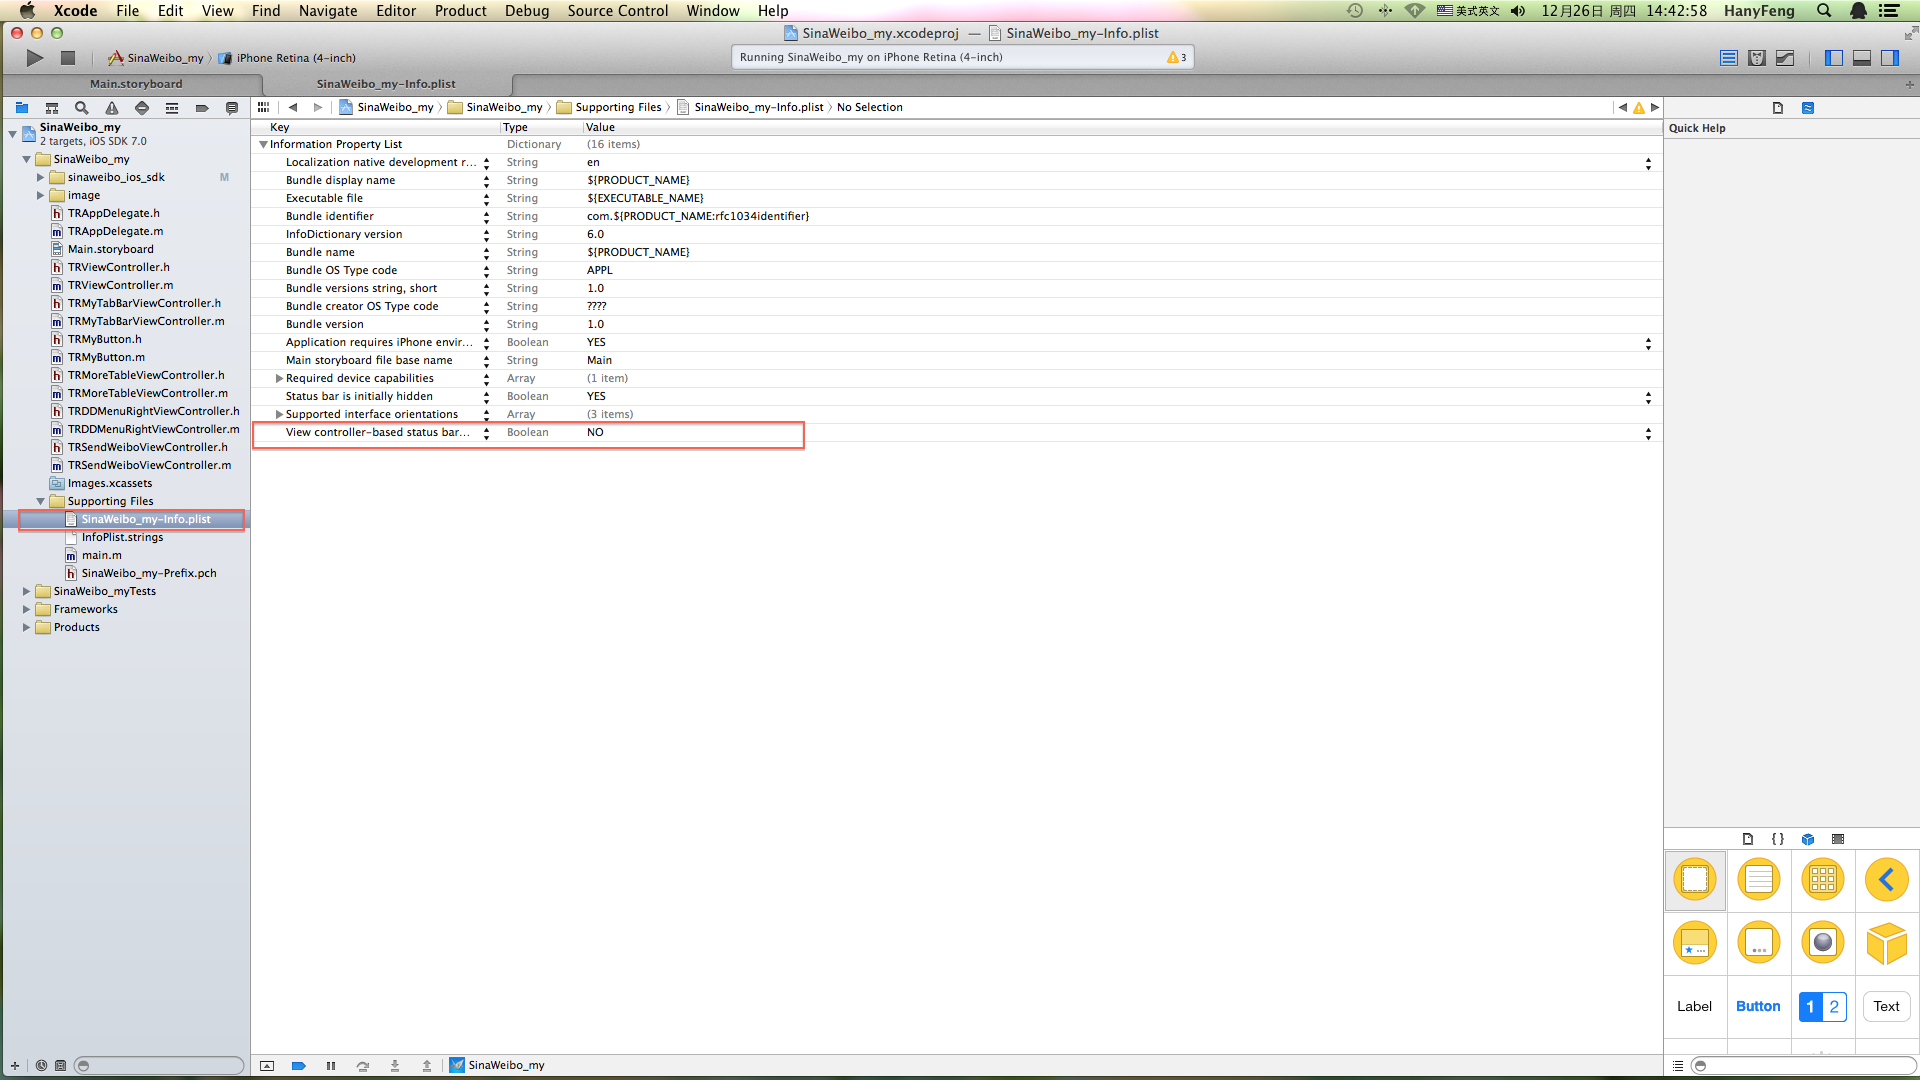 Xcode File Edit View Find Navigate Editor Product Debug Source Control Window Help 美式英文 12月26日 周四 14:42:58 HanyFeng
SinaWeibo_my.xcodeproj — SinaWeibo_my-Info.plist
SinaWeibo_my iPhone Retina (4-inch) Running SinaWeibo_my on iPhone Retina (4-inch) 3
Main.storyboard SinaWeibo_my-Info.plist
SinaWeibo_my SinaWeibo_my Supporting Files SinaWeibo_my-Info.plist No Selection
SinaWeibo_my
2 targets, iOS SDK 7.0
SinaWeibo_my
sinaweibo_ios_sdk M
image
TRAppDelegate.h
TRAppDelegate.m
Main.storyboard
TRViewController.h
TRViewController.m
TRMyTabBarViewController.h
TRMyTabBarViewController.m
TRMyButton.h
TRMyButton.m
TRMoreTableViewController.h
TRMoreTableViewController.m
TRDDMenuRightViewController.h
TRDDMenuRightViewController.m
TRSendWeiboViewController.h
TRSendWeiboViewController.m
Images.xcassets
Supporting Files
SinaWeibo_my-Info.plist
InfoPlist.strings
main.m
SinaWeibo_my-Prefix.pch
SinaWeibo_myTests
Frameworks
Products
Key Type Value
Information Property List Dictionary (16 items)
Localization native development r... String en
Bundle display name String ${PRODUCT_NAME}
Executable file String ${EXECUTABLE_NAME}
Bundle identifier String com.${PRODUCT_NAME:rfc1034identifier}
InfoDictionary version String 6.0
Bundle name String ${PRODUCT_NAME}
Bundle OS Type code String APPL
Bundle versions string, short String 1.0
Bundle creator OS Type code String ????
Bundle version String 1.0
Application requires iPhone envir... Boolean YES
Main storyboard file base name String Main
Required device capabilities Array (1 item)
Status bar is initially hidden Boolean YES
Supported interface orientations Array (3 items)
View controller-based status bar... Boolean NO
Quick Help
{ }
Label Button 1 2 Text
SinaWeibo_my